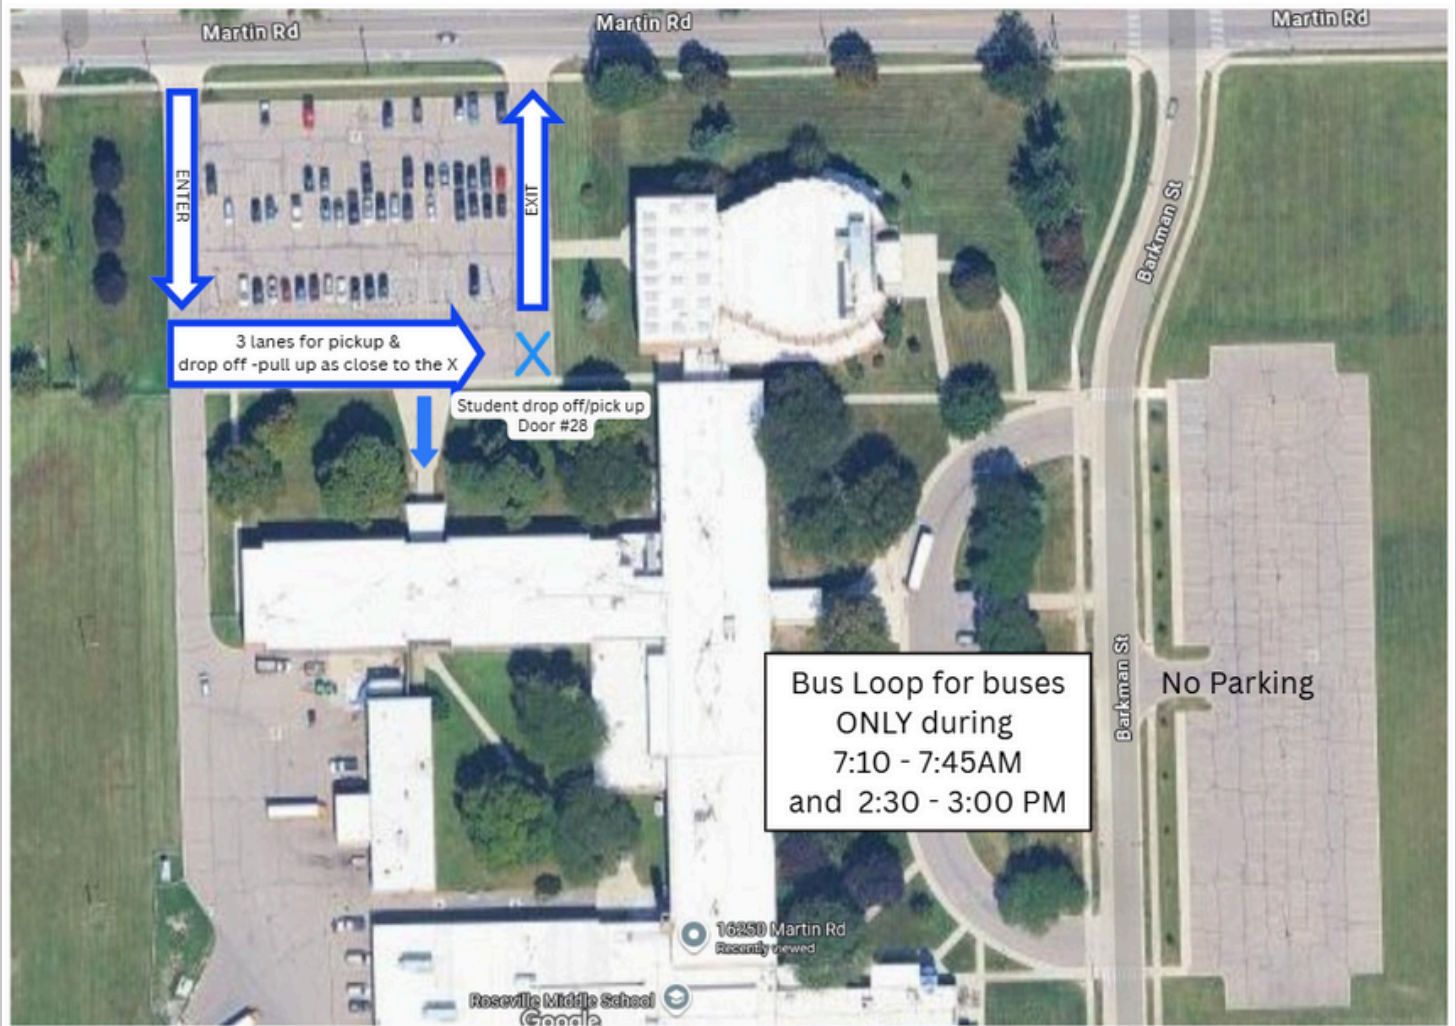 Martin Rd
Martin Rd
Martin Rd
ENTER
EXIT
Barkman St
3 lanes for pickup &
drop off -pull up as close to the X
X
Student drop off/pick up
Door #28
Bus Loop for buses
ONLY during
7:10 - 7:45AM
and 2:30 - 3:00 PM
Barkman St
No Parking
16250 Martin Rd
Recently viewed
Roseville Middle School
Google